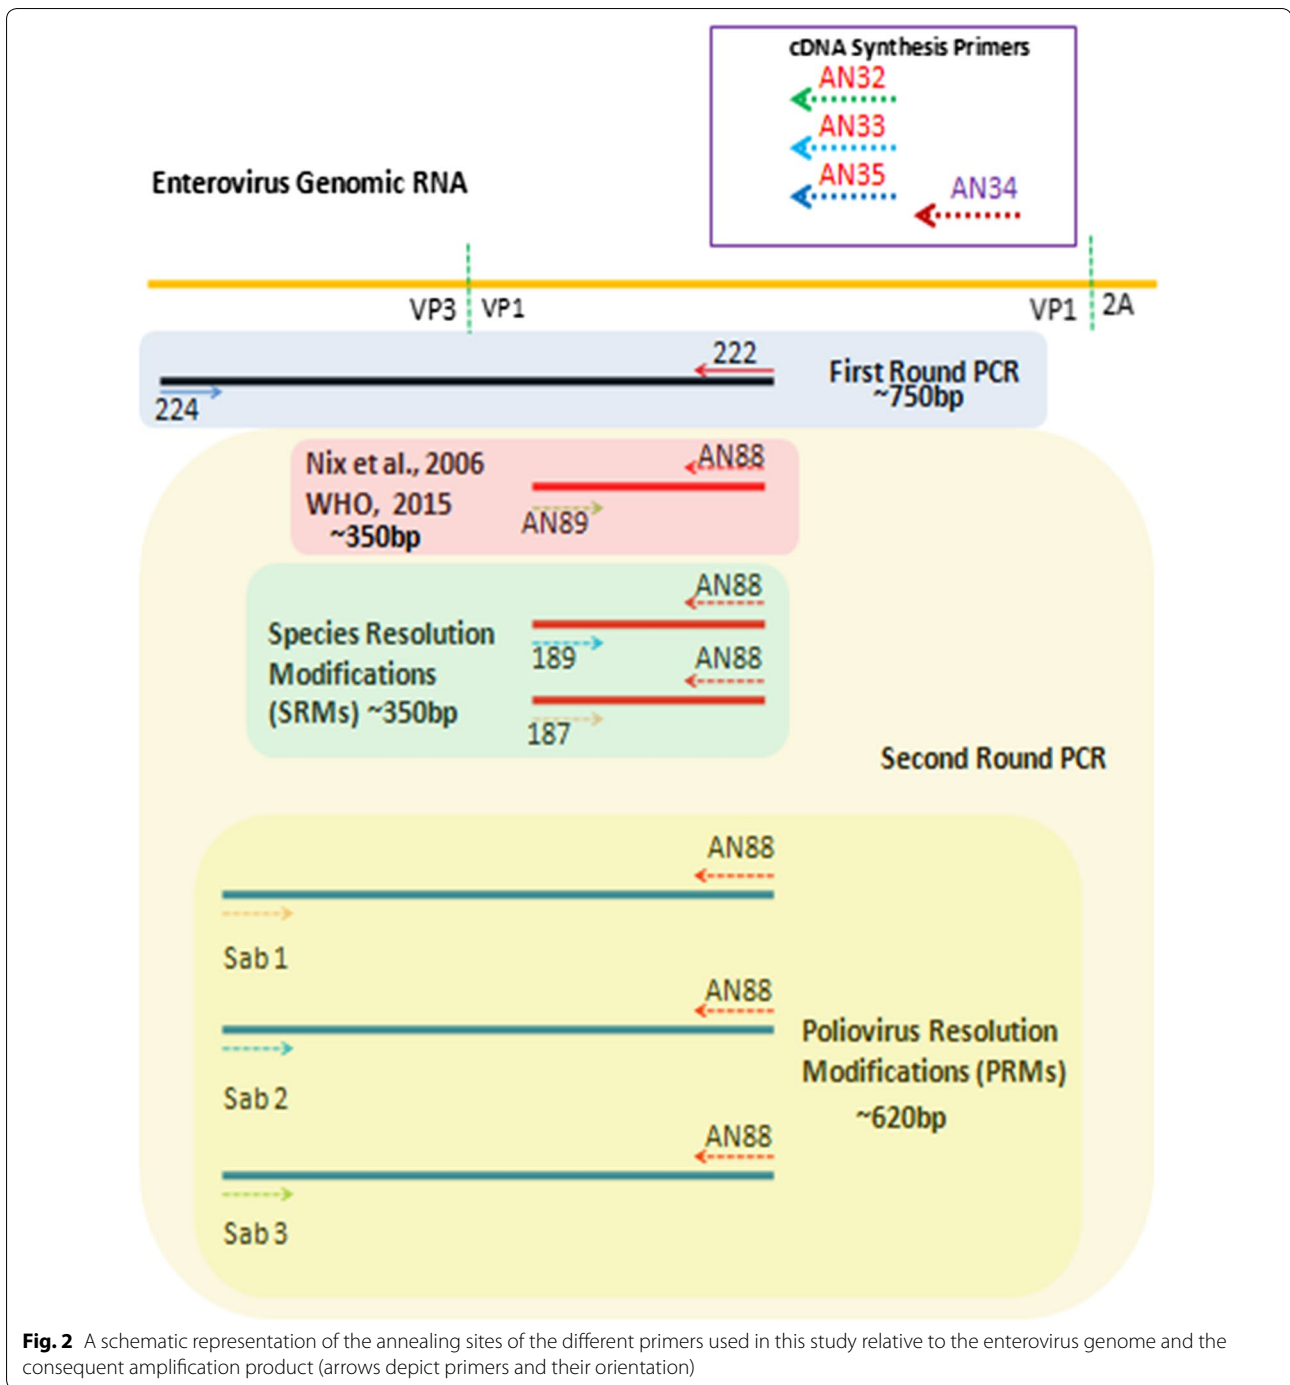 cDNA Synthesis Primers
AN32
AN33
AN35
AN34
Enterovirus Genomic RNA
VP3 VP1
VP1 2A
222
First Round PCR
~750bp
224
Nix et al., 2006
WHO, 2015
~350bp
AN88
AN89
Species Resolution
Modifications
(SRMs) ~350bp
AN88
189
AN88
187
Second Round PCR
AN88
Sab 1
AN88
Sab 2
Poliovirus Resolution
Modifications (PRMs)
~620bp
AN88
Sab 3
Fig. 2 A schematic representation of the annealing sites of the different primers used in this study relative to the enterovirus genome and the
consequent amplification product (arrows depict primers and their orientation)